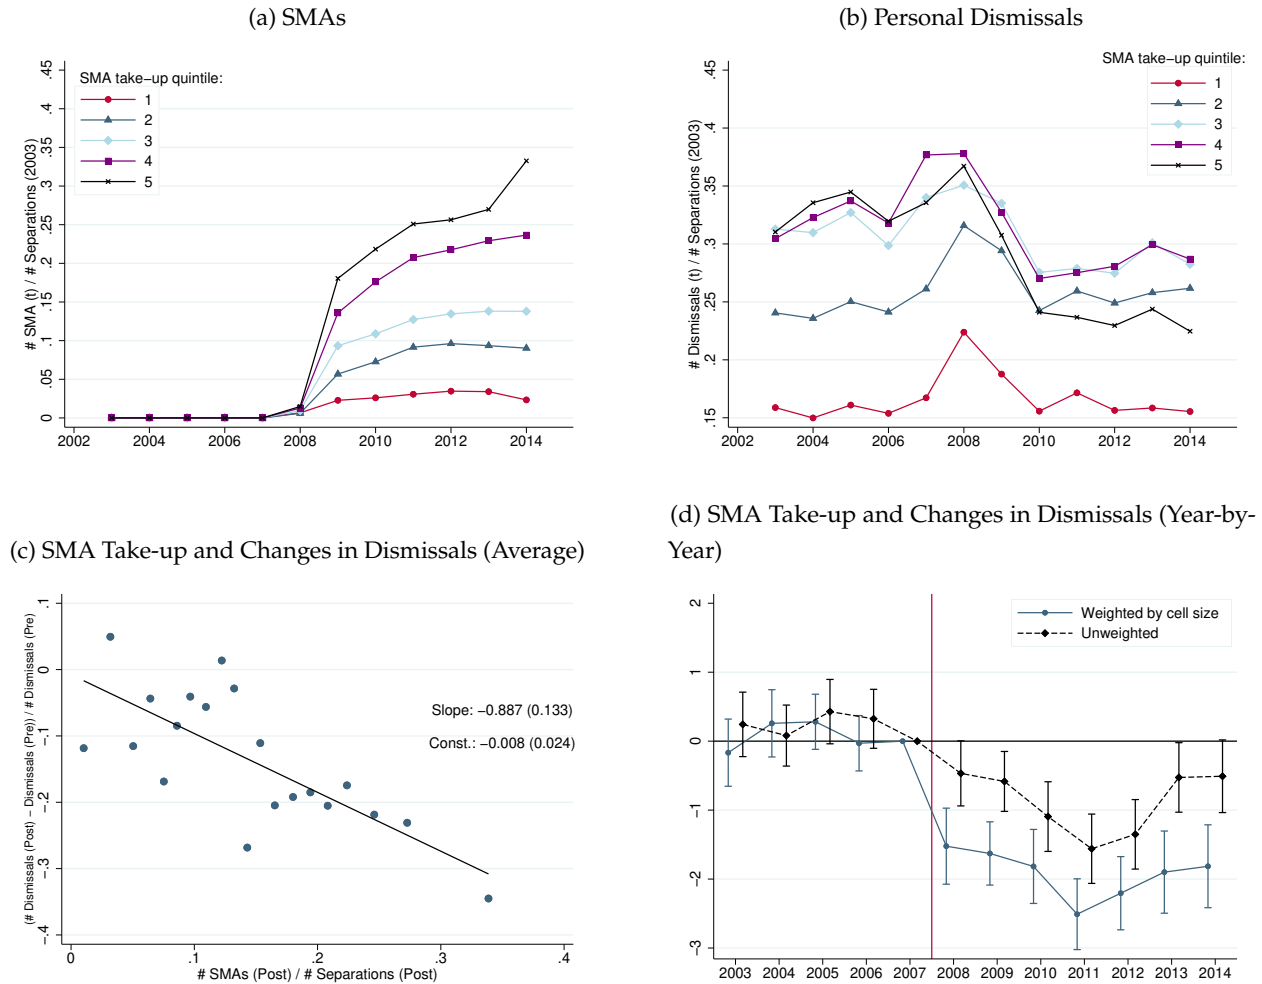 (a) SMAs
SMA take−up quintile:
1
2
3
4
5
# SMA (t) / # Separations (2003)
.45
.4
.35
.3
.25
.2
.15
.1
.05
0
2002 2004 2006 2008 2010 2012 2014
(b) Personal Dismissals
SMA take−up quintile:
1
2
3
4
5
# Dismissals (t) / # Separations (2003)
.45
.4
.35
.3
.25
.2
.15
2002 2004 2006 2008 2010 2012 2014
(c) SMA Take-up and Changes in Dismissals (Average)
(# Dismissals (Post) − Dismissals (Pre)) / # Dismissals (Pre)
.1
0
−.1
−.2
−.3
−.4
Slope: −0.887 (0.133)
Const.: −0.008 (0.024)
0 .1 .2 .3 .4
# SMAs (Post) / # Separations (Post)
(d) SMA Take-up and Changes in Dismissals (Year-by-
Year)
Weighted by cell size
Unweighted
2
1
0
−1
−2
−3
2003 2004 2005 2006 2007 2008 2009 2010 2011 2012 2013 2014